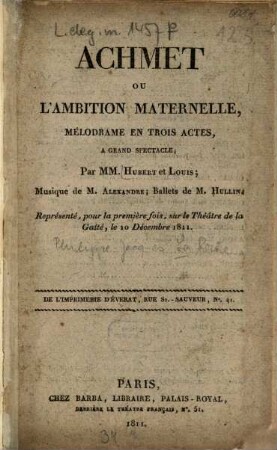 L. eleg. m. 1457 P
ACHMET
OU
L'AMBITION MATERNELLE,
MÉLODRAME EN TROIS ACTES,
A GRAND SPECTACLE;
Par MM. HUBERT et LOUIS;
Musique de M. ALEXANDRE; Ballets de M. HULLIN;
Représenté, pour la première fois, sur le Théâtre de la
Gaîté, le 10 Décembre 1811.
DE L'IMPRIMERIE D'ÉVERAT, RUE St.-SAUVEUR, No. 41.
PARIS,
CHEZ BARBA, LIBRAIRE, PALAIS-ROYAL,
DERRIÈRE LE THÉATRE FRANÇAIS, No. 51.
1811.